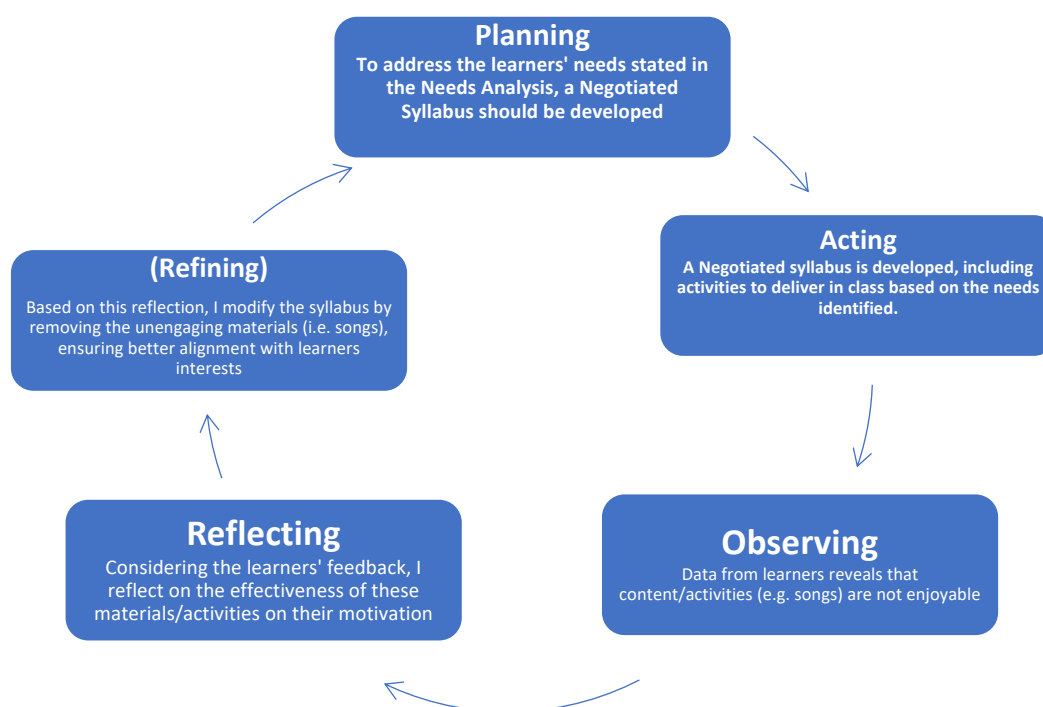 Planning
To address the learners' needs stated in
the Needs Analysis, a Negotiated
Syllabus should be developed
Acting
A Negotiated syllabus is developed, including
activities to deliver in class based on the needs
identified.
Observing
Data from learners reveals that
content/activities (e.g. songs) are not enjoyable
Reflecting
Considering the learners' feedback, I
reflect on the effectiveness of these
materials/activities on their motivation
(Refining)
Based on this reflection, I modify the syllabus by
removing the unengaging materials (i.e. songs),
ensuring better alignment with learners
interests